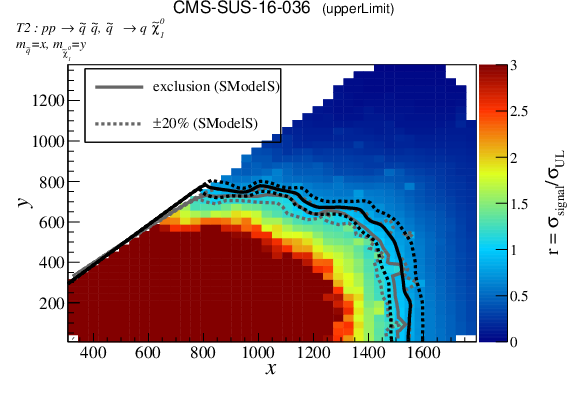 CMS-SUS-16-036 (upperLimit)
T2 : pp → q̃ q̃, q̃ → q χ̃₁⁰
m_q̃=x, m_χ̃₁⁰=y
exclusion (SModelS)
±20% (SModelS)
1200
1000
800
600
400
200
y
400 600 800 1000 1200 1400 1600
x
3
2.5
2
1.5
1
0.5
0
r = σ_signal/σ_UL